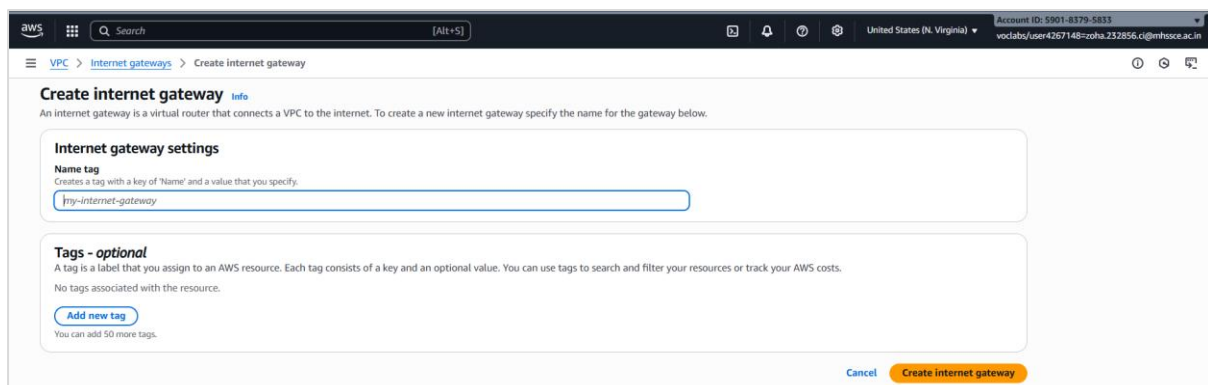 aws
Search
[Alt+S]
United States (N. Virginia)
Account ID: 5901-8379-5833
voclabs/user4267148=zoha.232856.ci@mhssce.ac.in
VPC > Internet gateways > Create internet gateway
Create internet gateway Info
An internet gateway is a virtual router that connects a VPC to the internet. To create a new internet gateway specify the name for the gateway below.
Internet gateway settings
Name tag
Creates a tag with a key of 'Name' and a value that you specify.
my-internet-gateway
Tags - optional
A tag is a label that you assign to an AWS resource. Each tag consists of a key and an optional value. You can use tags to search and filter your resources or track your AWS costs.
No tags associated with the resource.
Add new tag
You can add 50 more tags.
Cancel
Create internet gateway